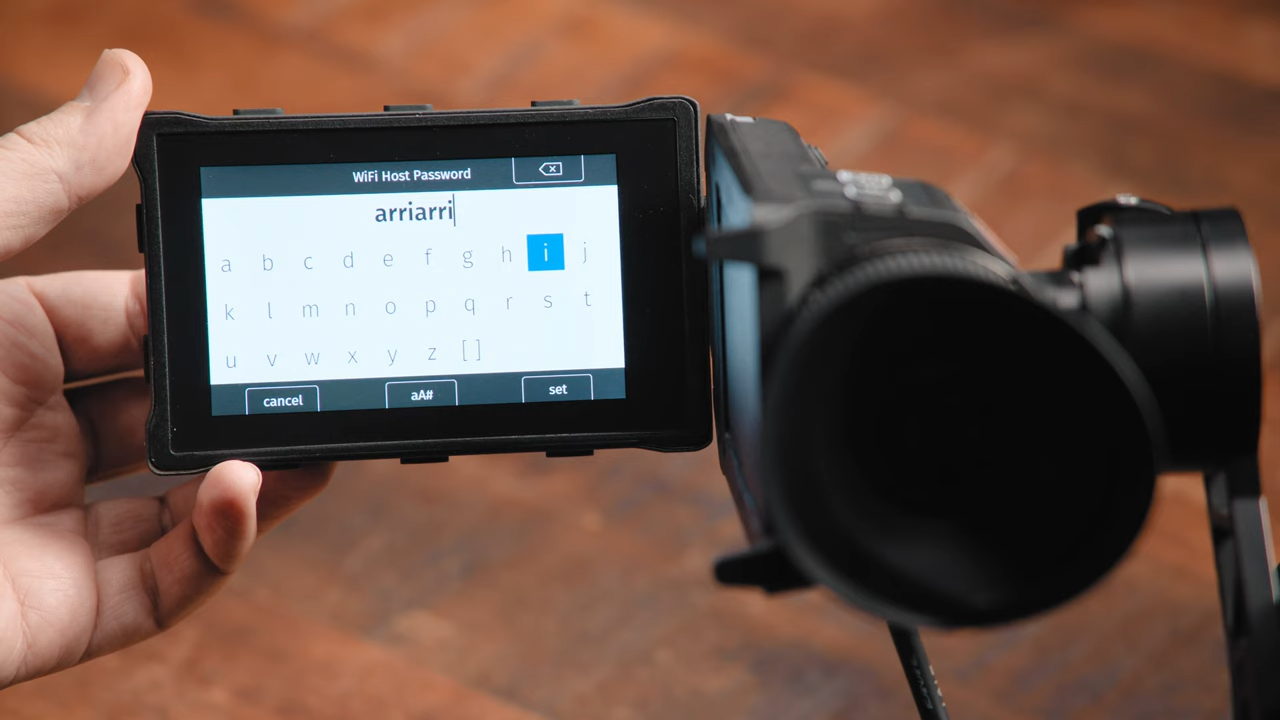 WiFi Host Password
arriarri
a b c d e f g h i j
k l m n o p q r s t
u v w x y z [ ]
cancel aA# set